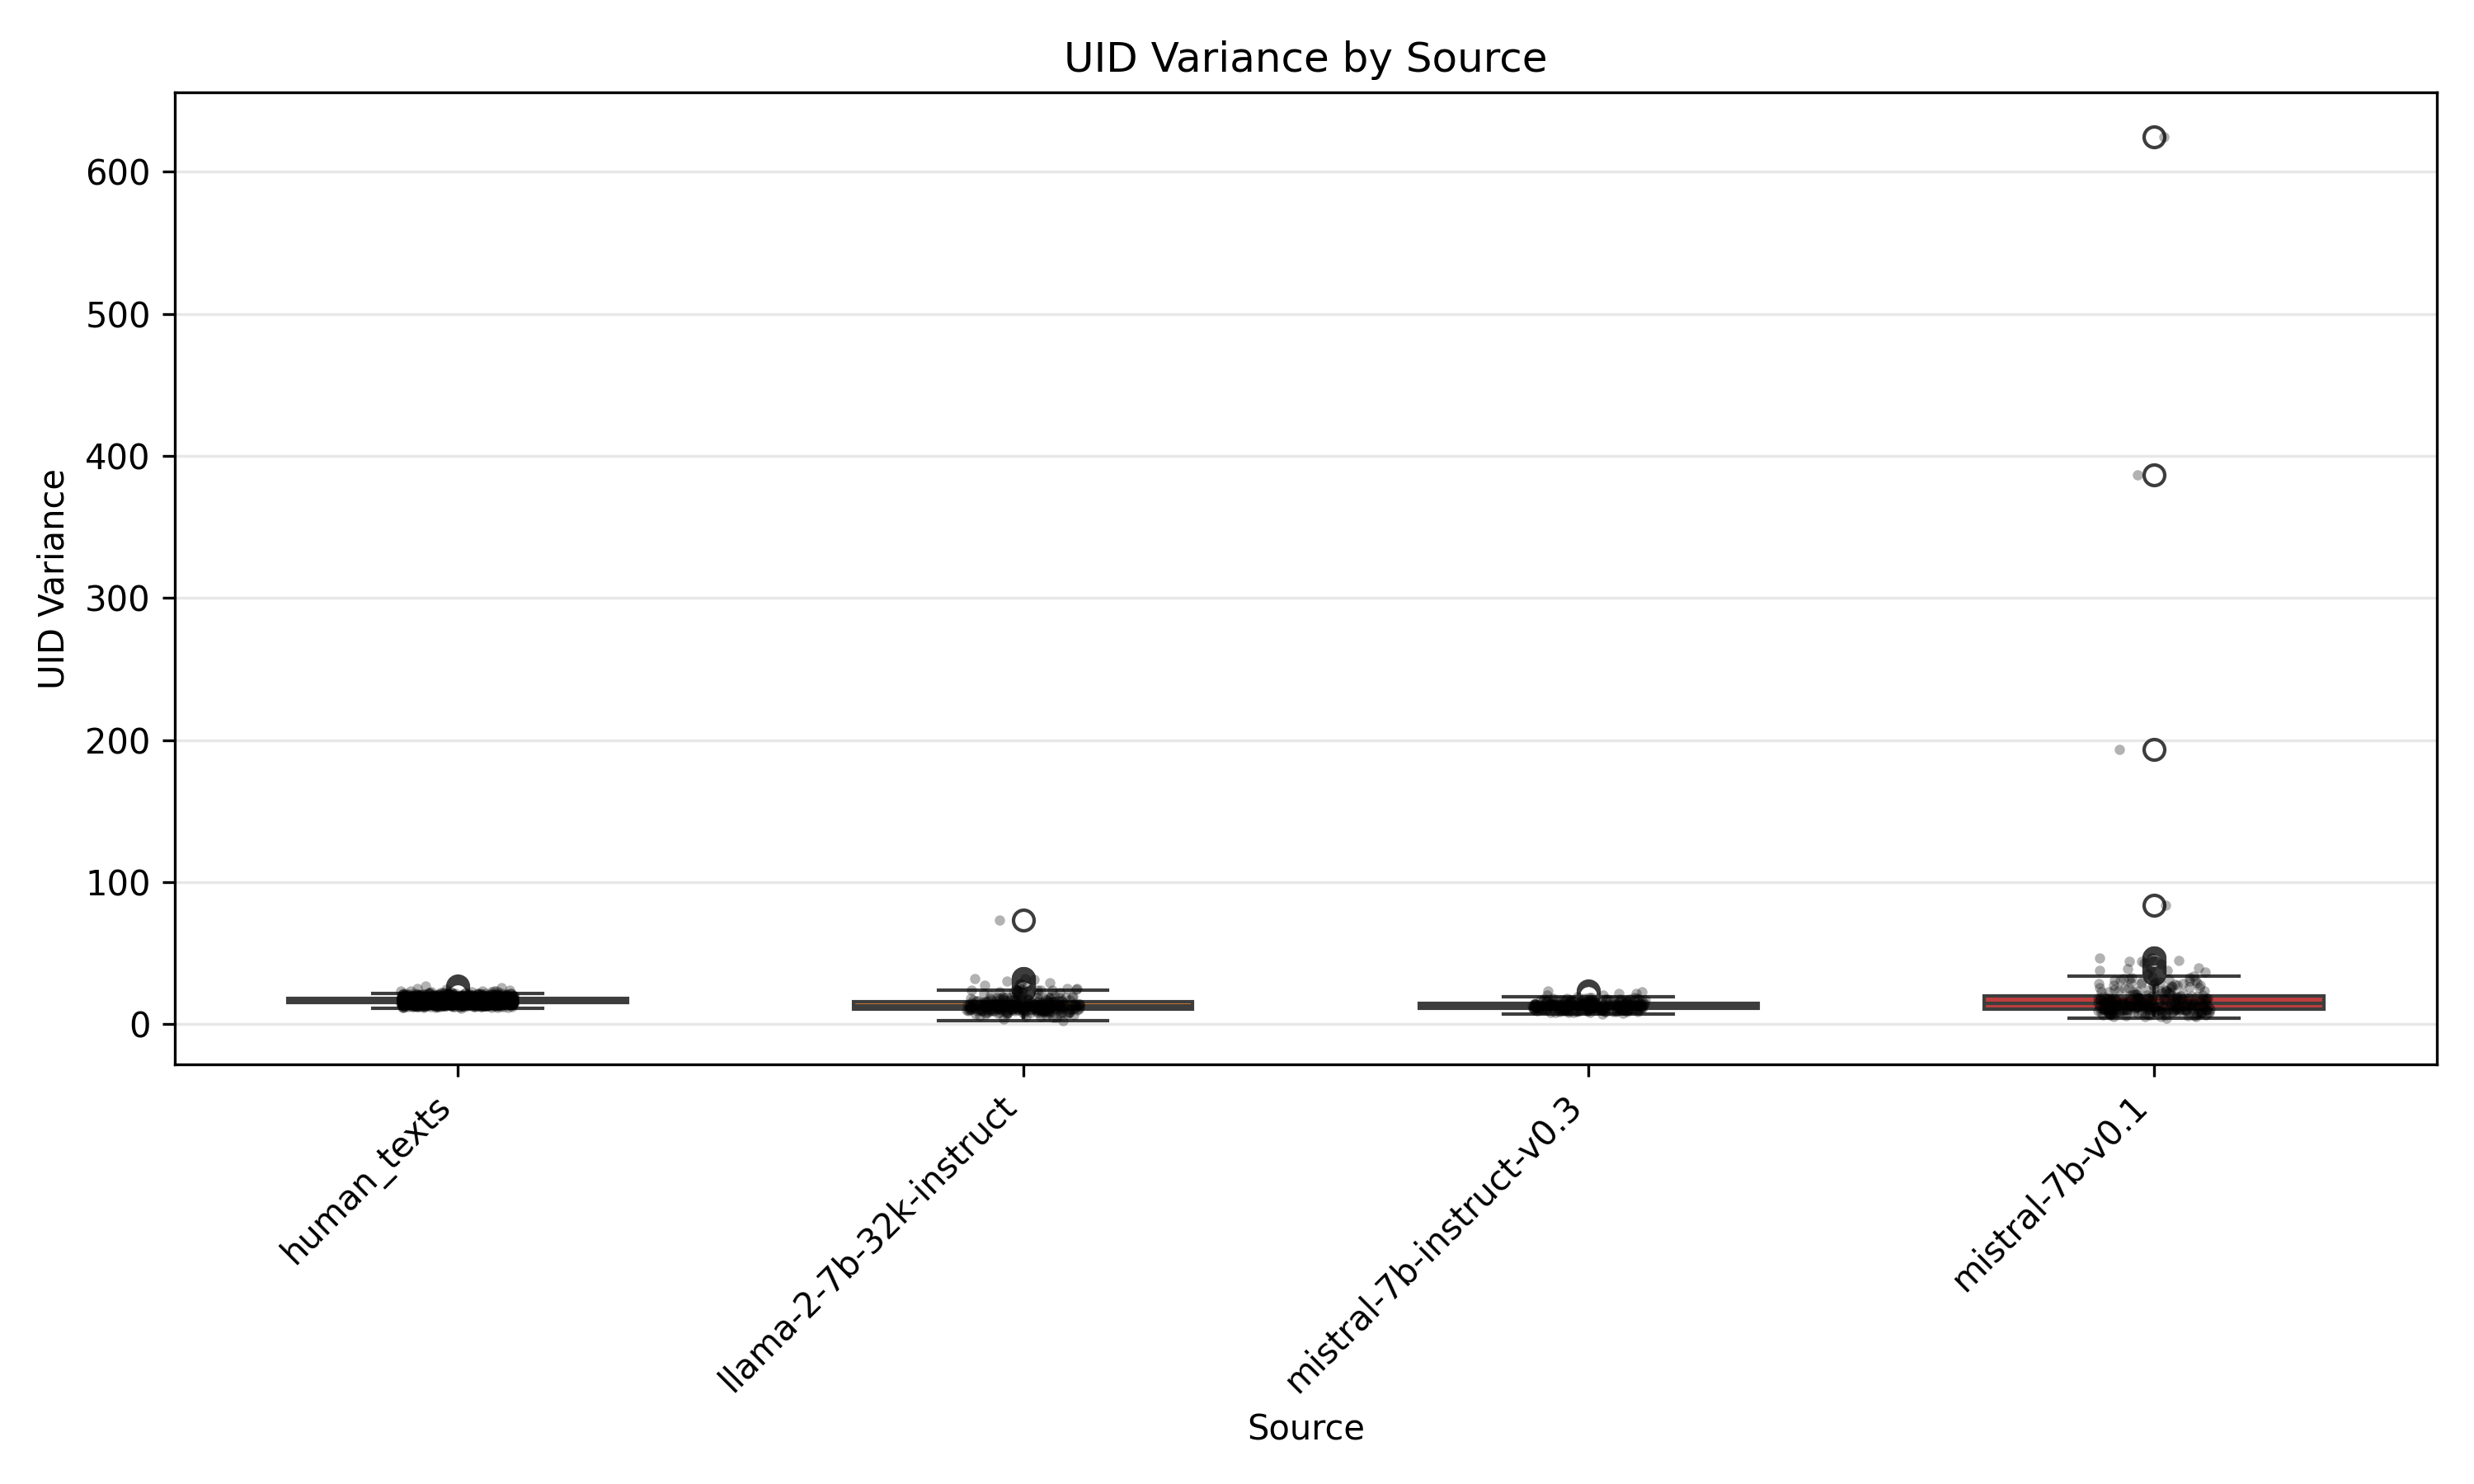 UID Variance by Source
UID Variance
600
500
400
300
200
100
0
human_texts
llama-2-7b-32k-instruct
mistral-7b-instruct-v0.3
mistral-7b-v0.1
Source